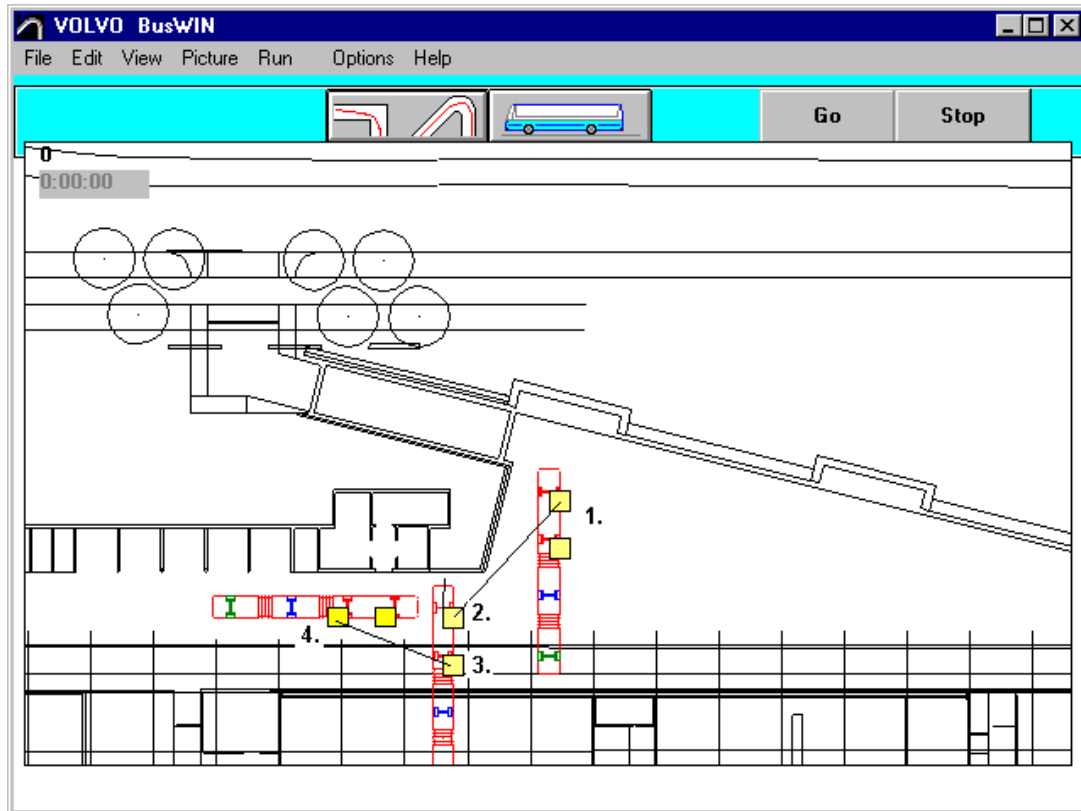 VOLVO BusWIN
File Edit View Picture Run Options Help
Go Stop
0
0:00:00
1.
2.
4.
3.